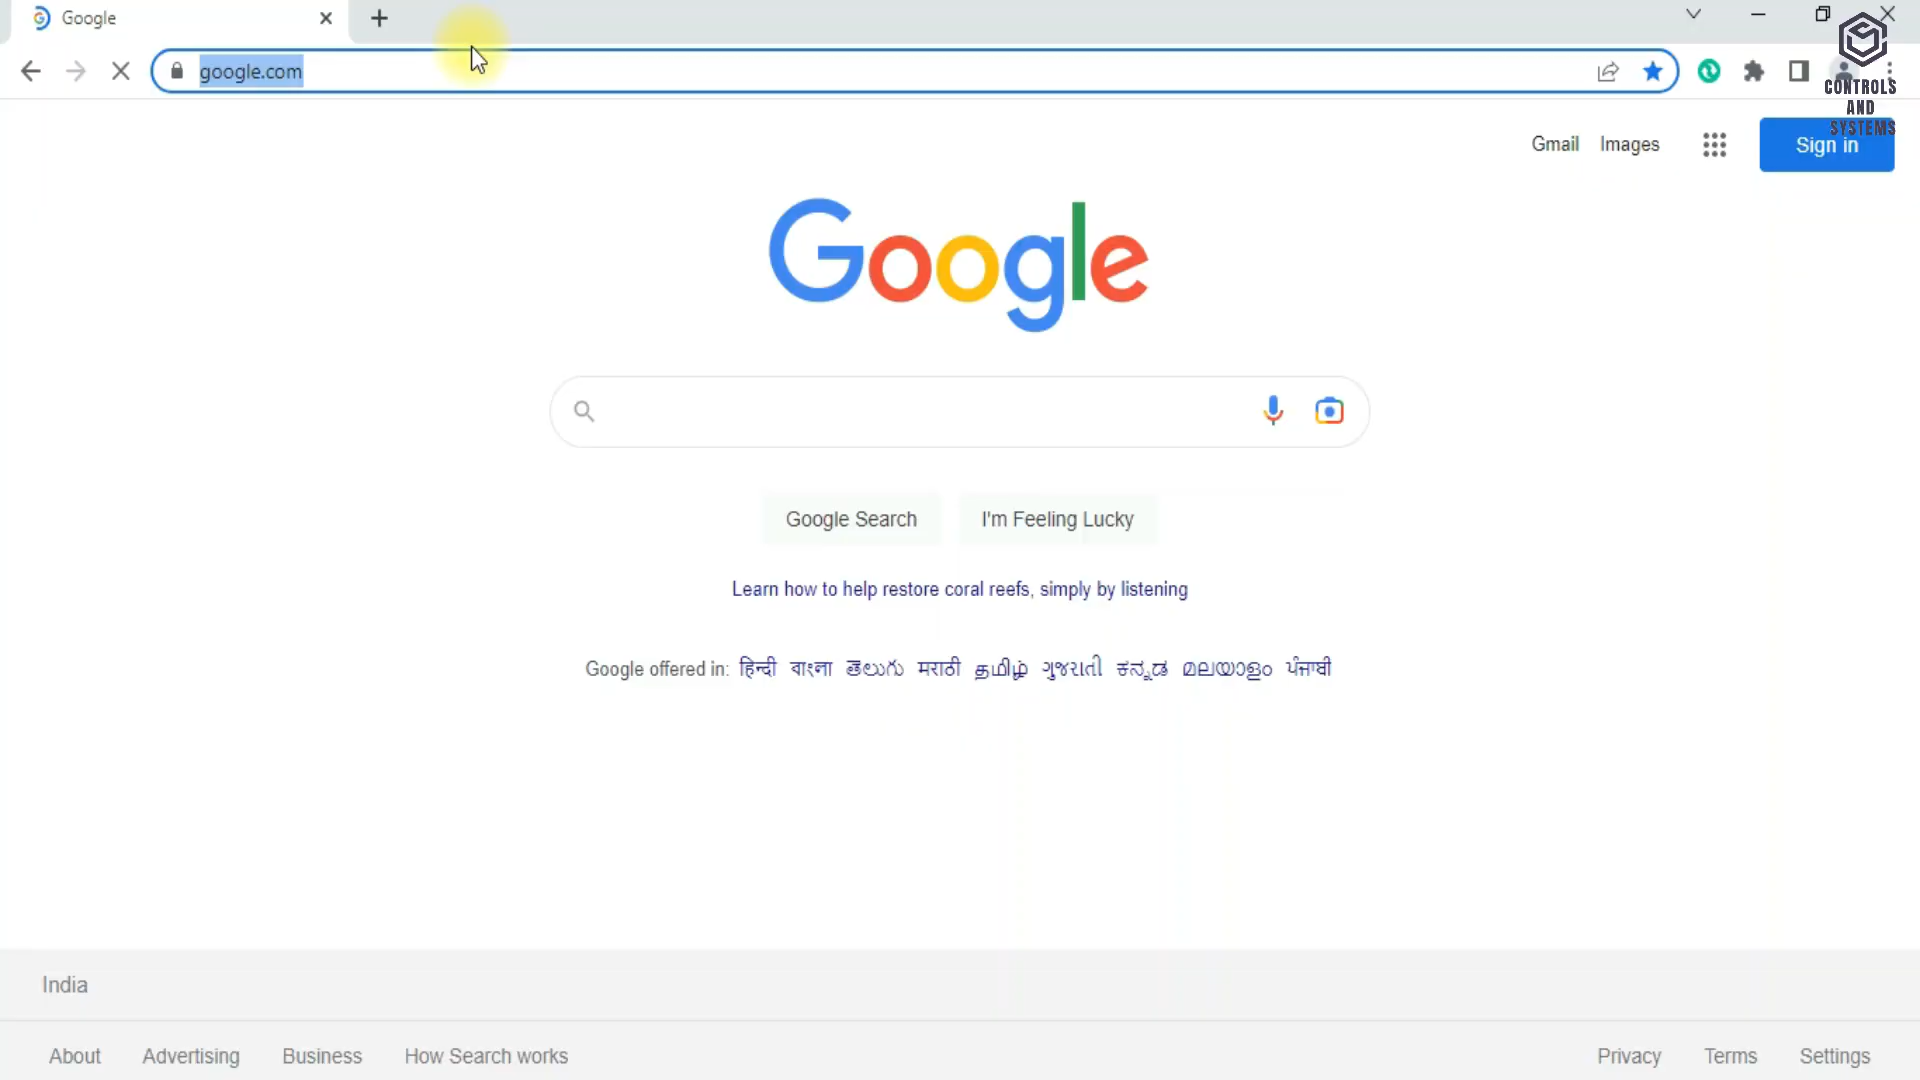 Google
google.com
CONTROLS
AND
SYSTEMS
Gmail Images Sign in
Google
Google Search I'm Feeling Lucky
Learn how to help restore coral reefs, simply by listening
Google offered in: हिन्दी বাংলা తెలుగు मराठी தமிழ் ગુજરાતી ಕನ್ನಡ മലയാളം ਪੰਜਾਬੀ
India
About Advertising Business How Search works Privacy Terms Settings